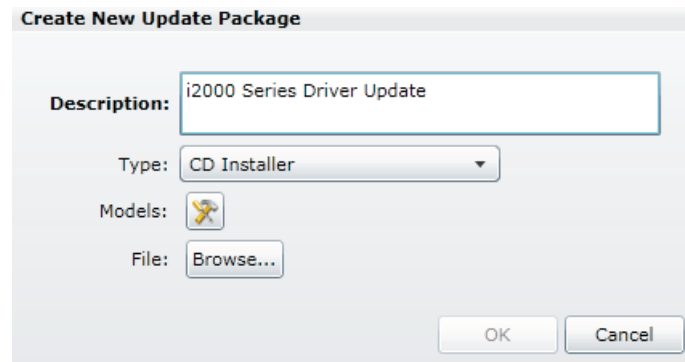 Create New Update Package
Description: i2000 Series Driver Update
Type: CD Installer
Models:
File: Browse...
OK Cancel